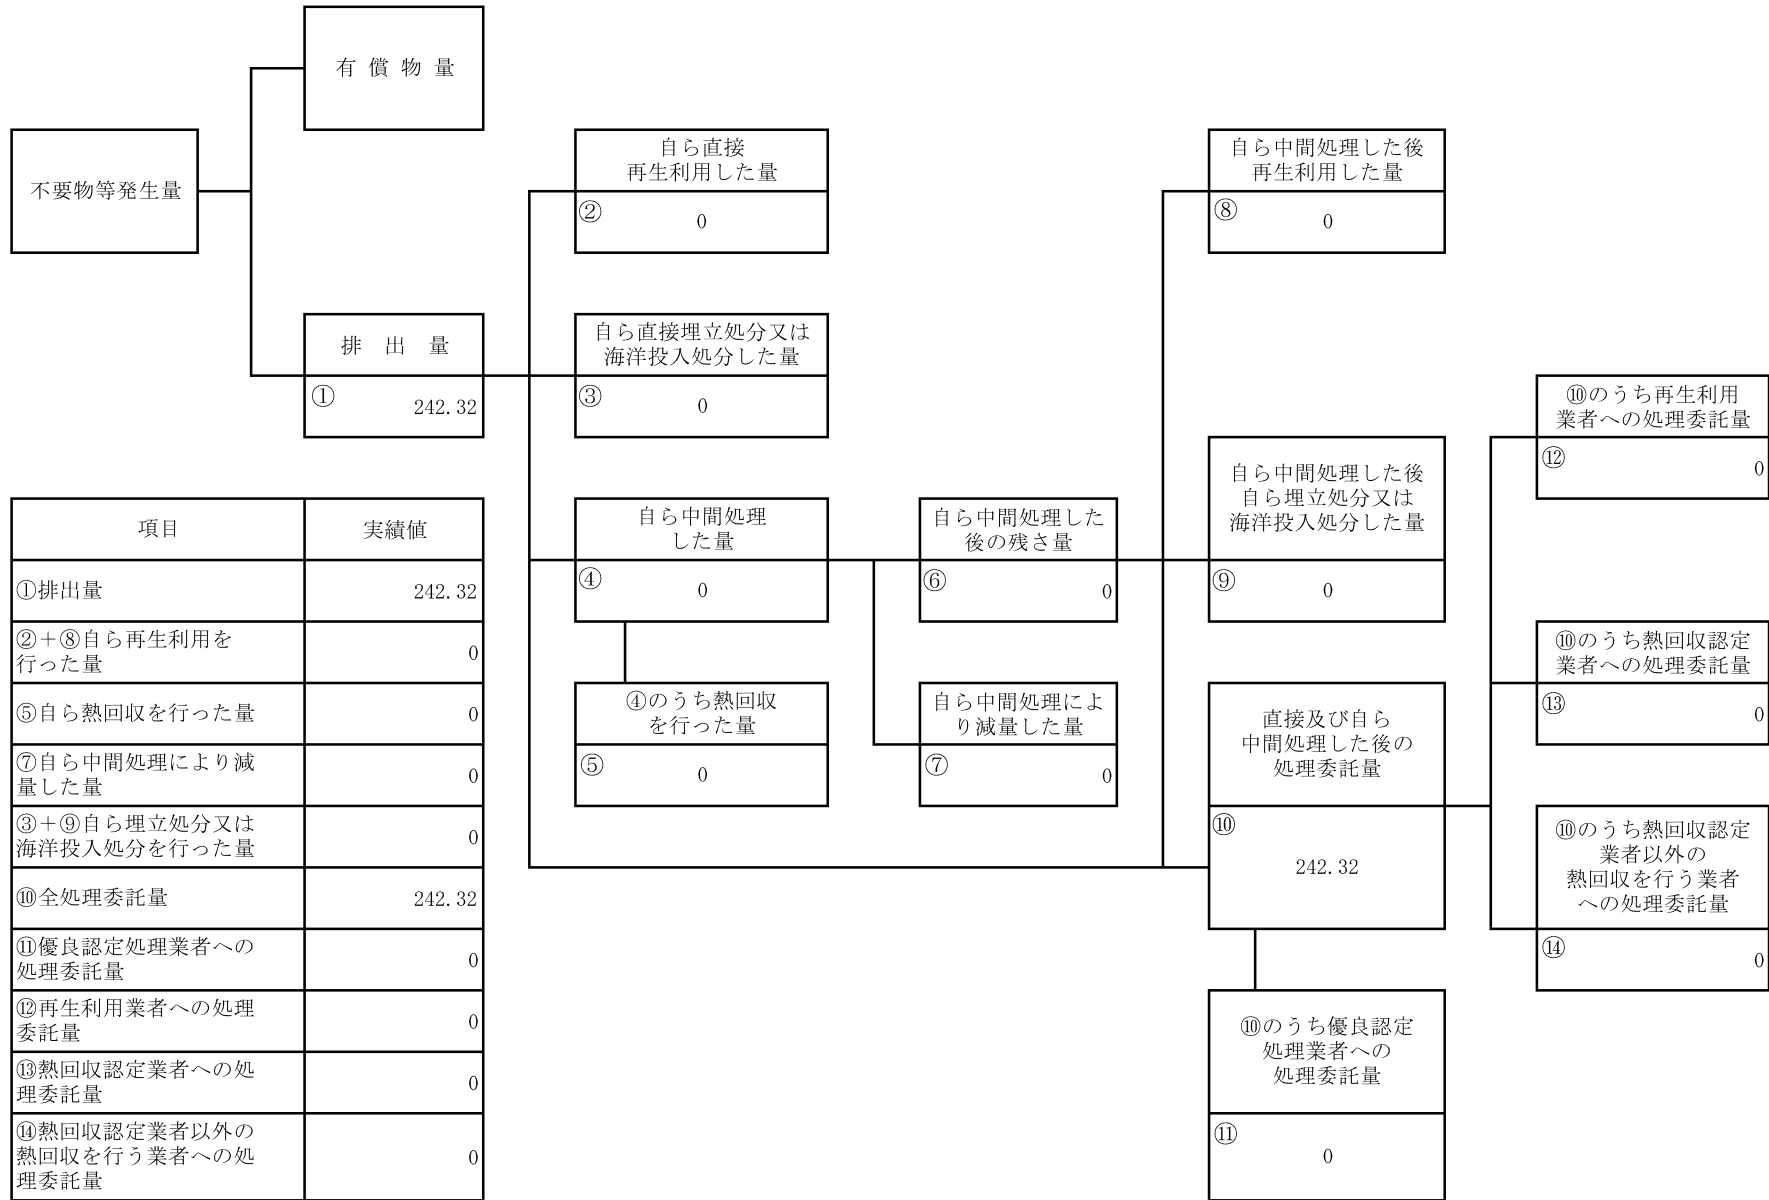 有 償 物 量
不要物等発生量
排 出 量
①
242.32
自ら直接
再生利用した量
②
0
自ら直接埋立処分又は
海洋投入処分した量
③
0
自ら中間処理
した量
④
0
④のうち熱回収
を行った量
⑤
0
自ら中間処理した
後の残さ量
⑥
0
自ら中間処理によ
り減量した量
⑦
0
自ら中間処理した後
再生利用した量
⑧
0
自ら中間処理した後
自ら埋立処分又は
海洋投入処分した量
⑨
0
直接及び自ら
中間処理した後の
処理委託量
⑩
242.32
⑩のうち優良認定
処理業者への
処理委託量
⑪
0
⑩のうち再生利用
業者への処理委託量
⑫
0
⑩のうち熱回収認定
業者への処理委託量
⑬
0
⑩のうち熱回収認定
業者以外の
熱回収を行う業者
への処理委託量
⑭
0
項目 実績値
①排出量 242.32
②＋⑧自ら再生利用を
行った量 0
⑤自ら熱回収を行った量 0
⑦自ら中間処理により減
量した量 0
③＋⑨自ら埋立処分又は
海洋投入処分を行った量 0
⑩全処理委託量 242.32
⑪優良認定処理業者への
処理委託量 0
⑫再生利用業者への処理
委託量 0
⑬熱回収認定業者への処
理委託量 0
⑭熱回収認定業者以外の
熱回収を行う業者への処
理委託量 0